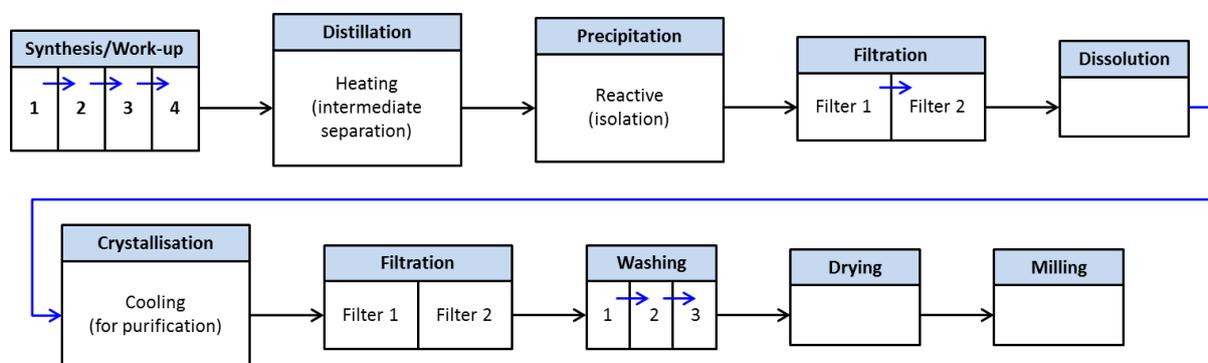 Synthesis/Work-up
1 2 3 4
Distillation
Heating
(intermediate
separation)
Precipitation
Reactive
(isolation)
Filtration
Filter 1 Filter 2
Dissolution
Crystallisation
Cooling
(for purification)
Filtration
Filter 1 Filter 2
Washing
1 2 3
Drying
Milling